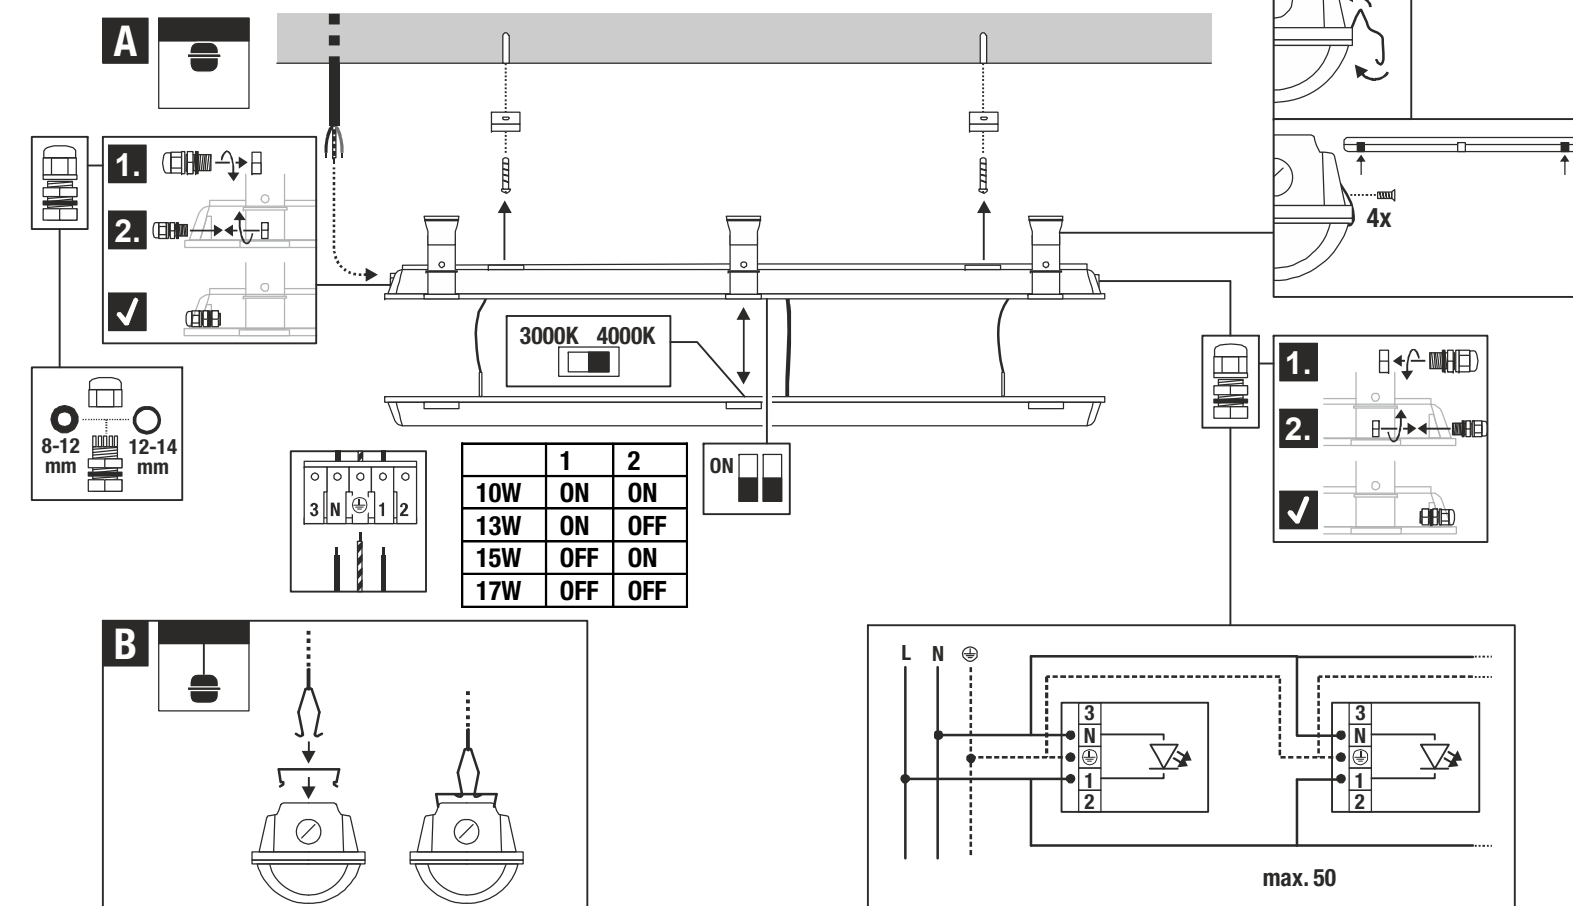 A
1.
2.
8-12
mm
12-14
mm
3000K 4000K
4x
1.
2.
3 N 1 2
1 2
10W ON ON
13W ON OFF
15W OFF ON
17W OFF OFF
ON
B
L N
3
N
1
2
3
N
1
2
max. 50